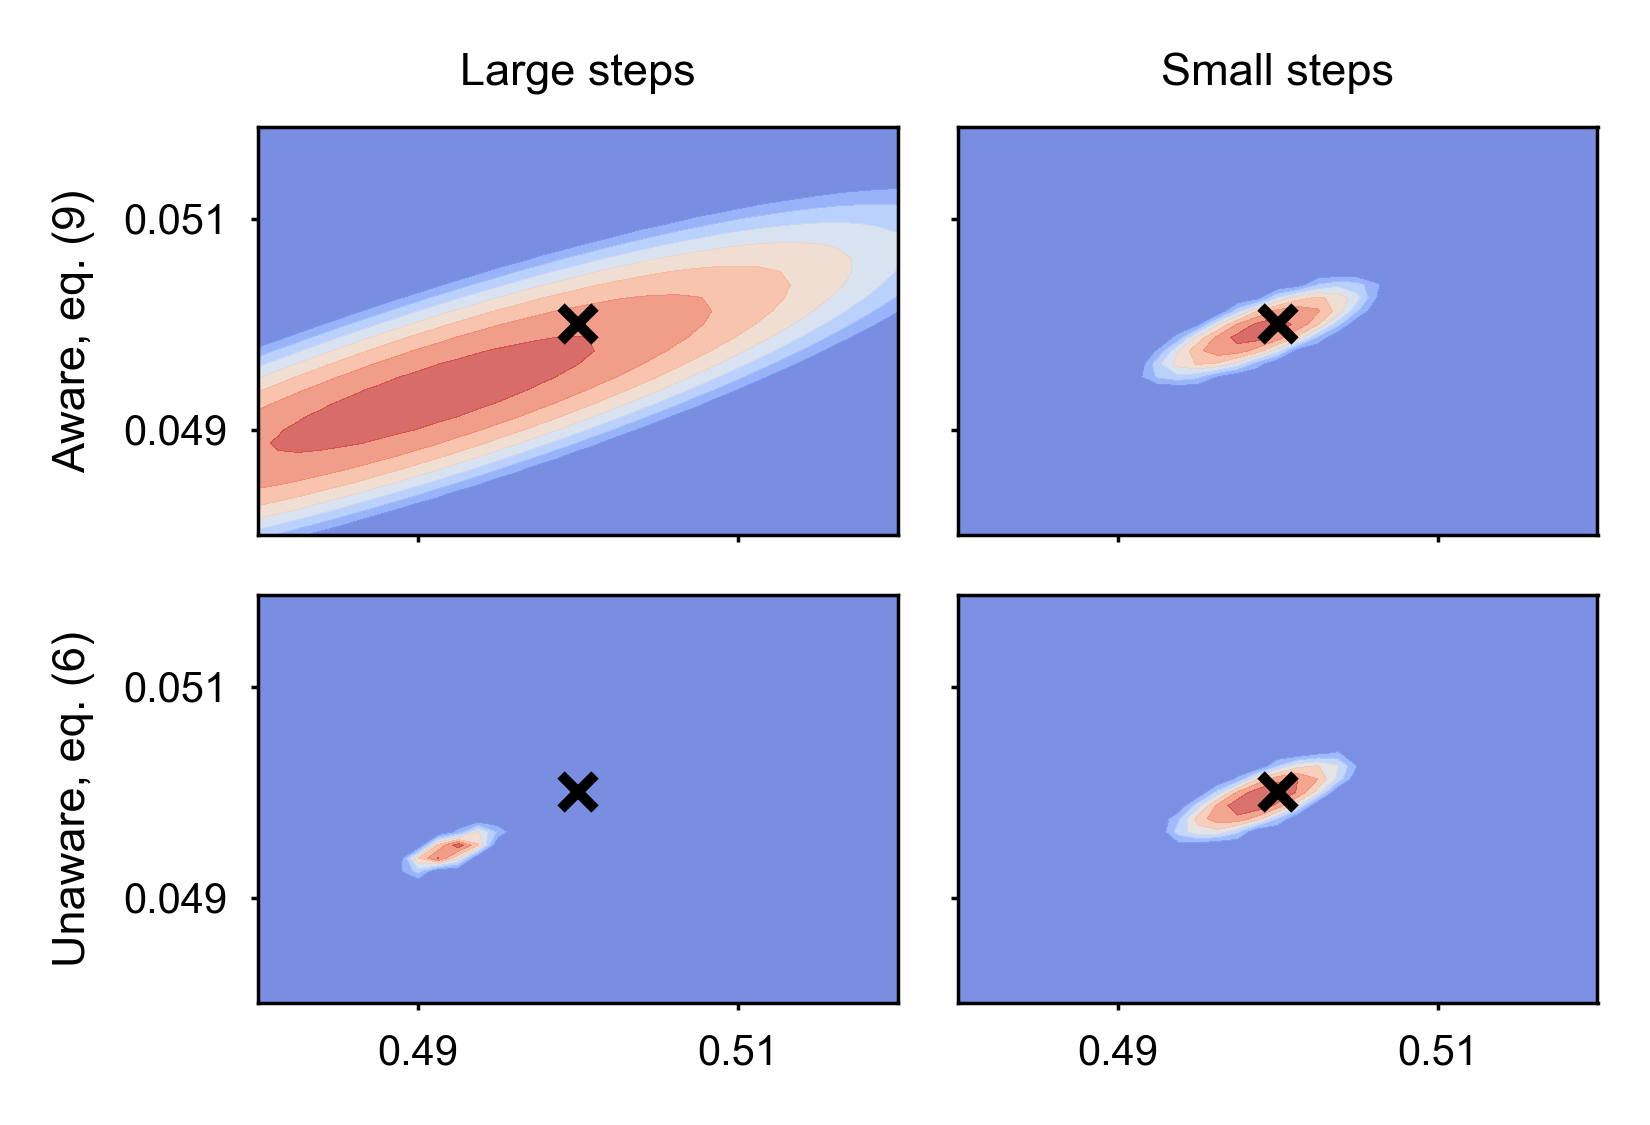 Large steps
Small steps
Aware, eq. (9)
0.051
0.049
Unaware, eq. (6)
0.051
0.049
0.49
0.51
0.49
0.51